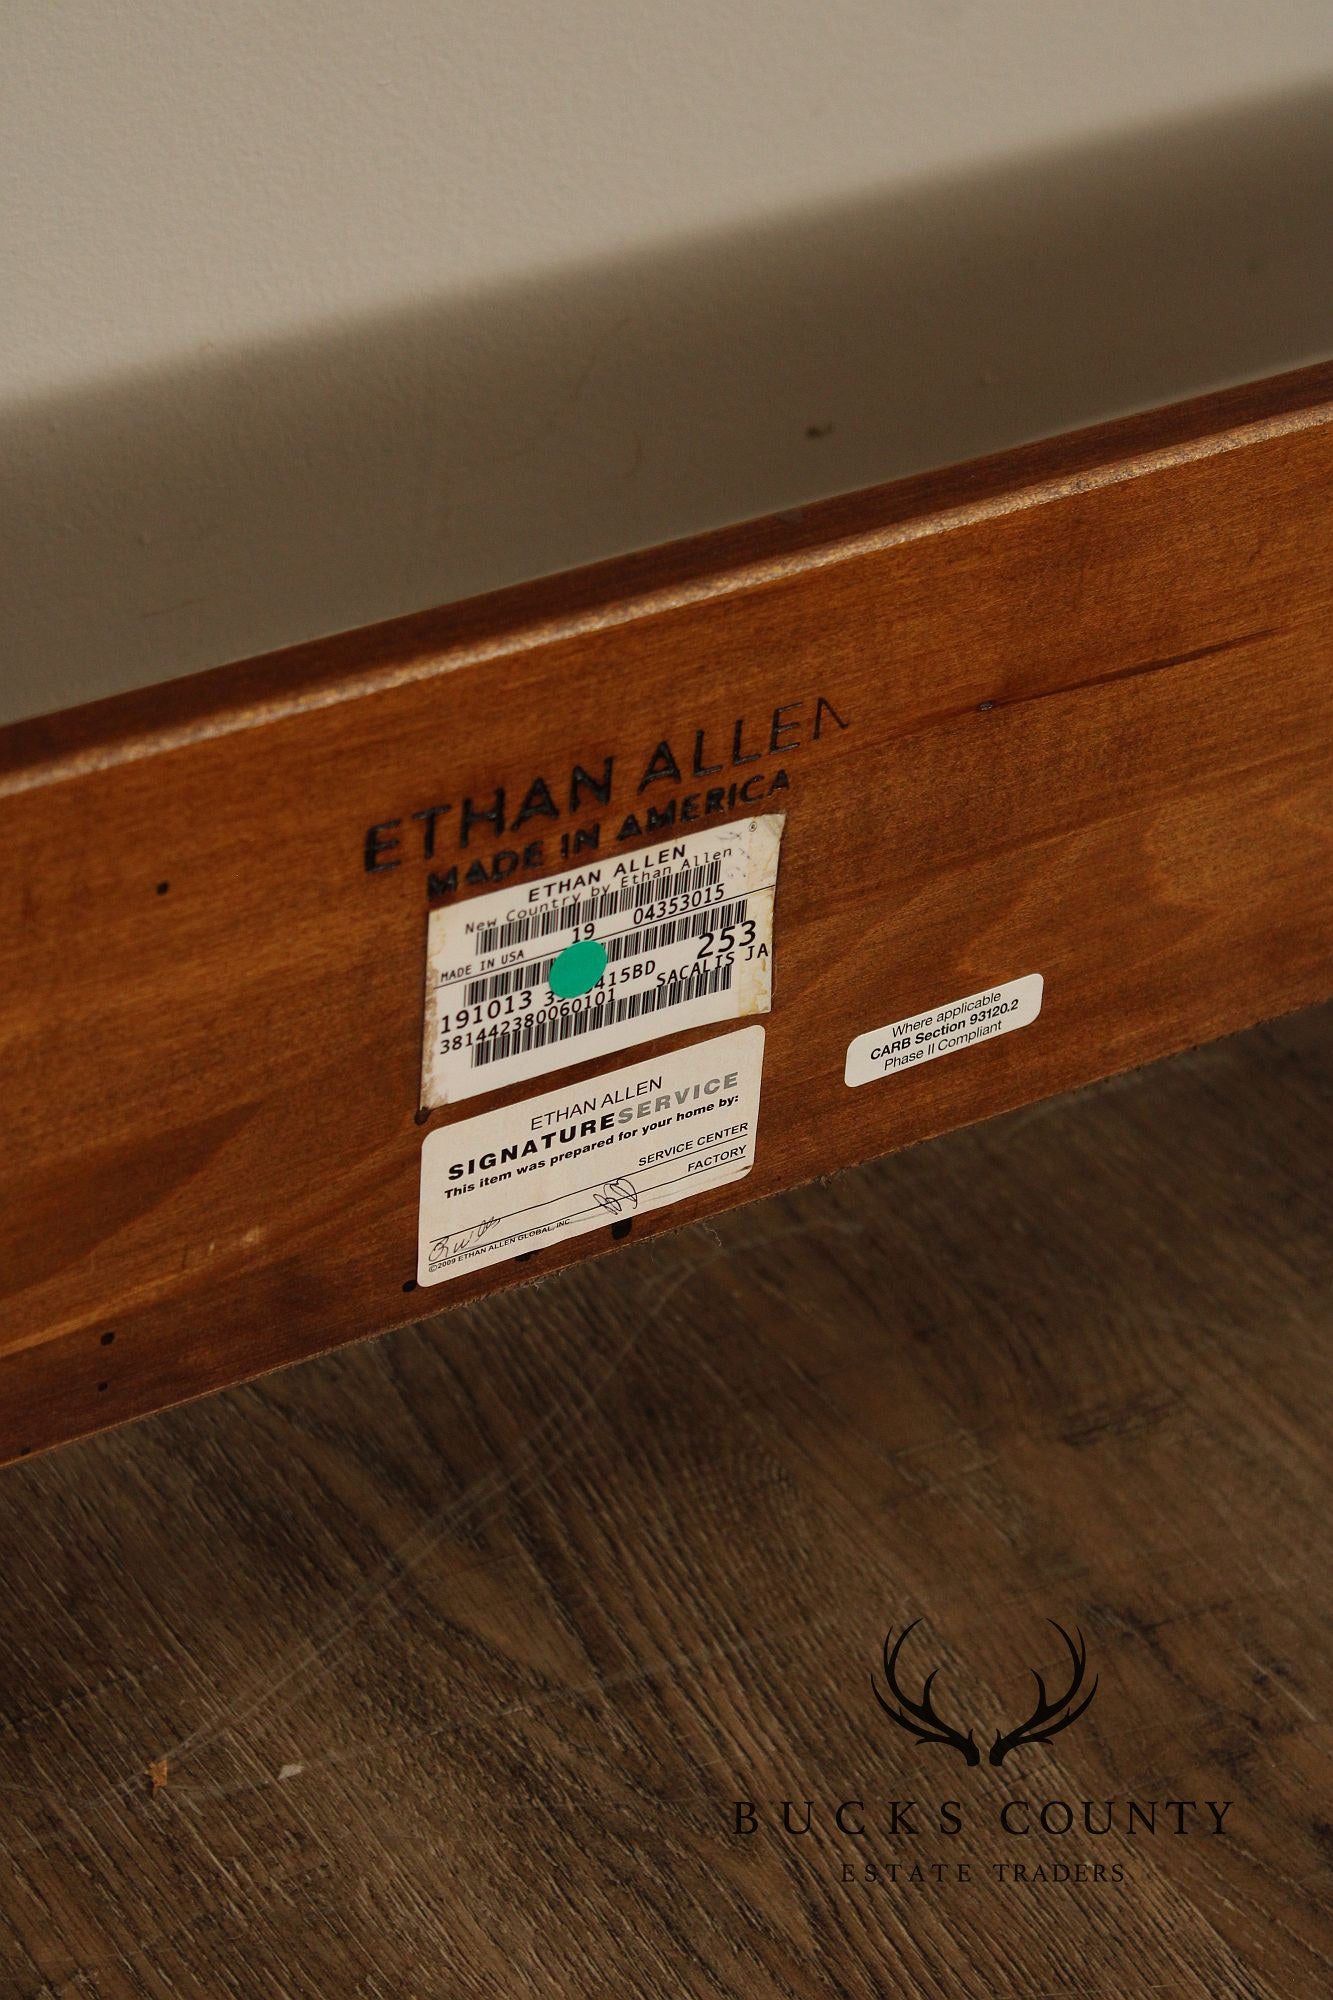 ETHAN ALLEN
MADE IN AMERICA
®
ETHAN ALLEN
New Country by Ethan Allen
19 04353015
MADE IN USA
253
191013 415BD SACALIS JA
381442380060101
Where applicable
CARB Section 93120.2
Phase II Compliant
ETHAN ALLEN
SIGNATURESERVICE
This item was prepared for your home by:
SERVICE CENTER
FACTORY
©2009 ETHAN ALLEN GLOBAL, INC.
BUCKS COUNTY
ESTATE TRADERS